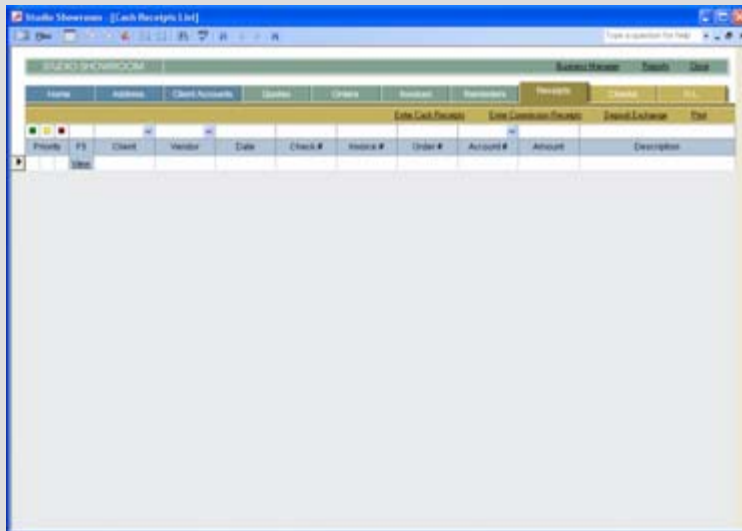 Studio Showroom - [Cash Receipts List]
Type a question for help
STUDIO SHOWROOM Business Manager Reports Close
Home Address Client Accounts Quotes Orders Invoices Reminders Receipts Checks G.L.
Enter Cash Receipts Enter Commission Receipts Deposit Exchange Print
Priority FS Client Vendor Date Check # Invoice # Order # Account # Amount Description
View